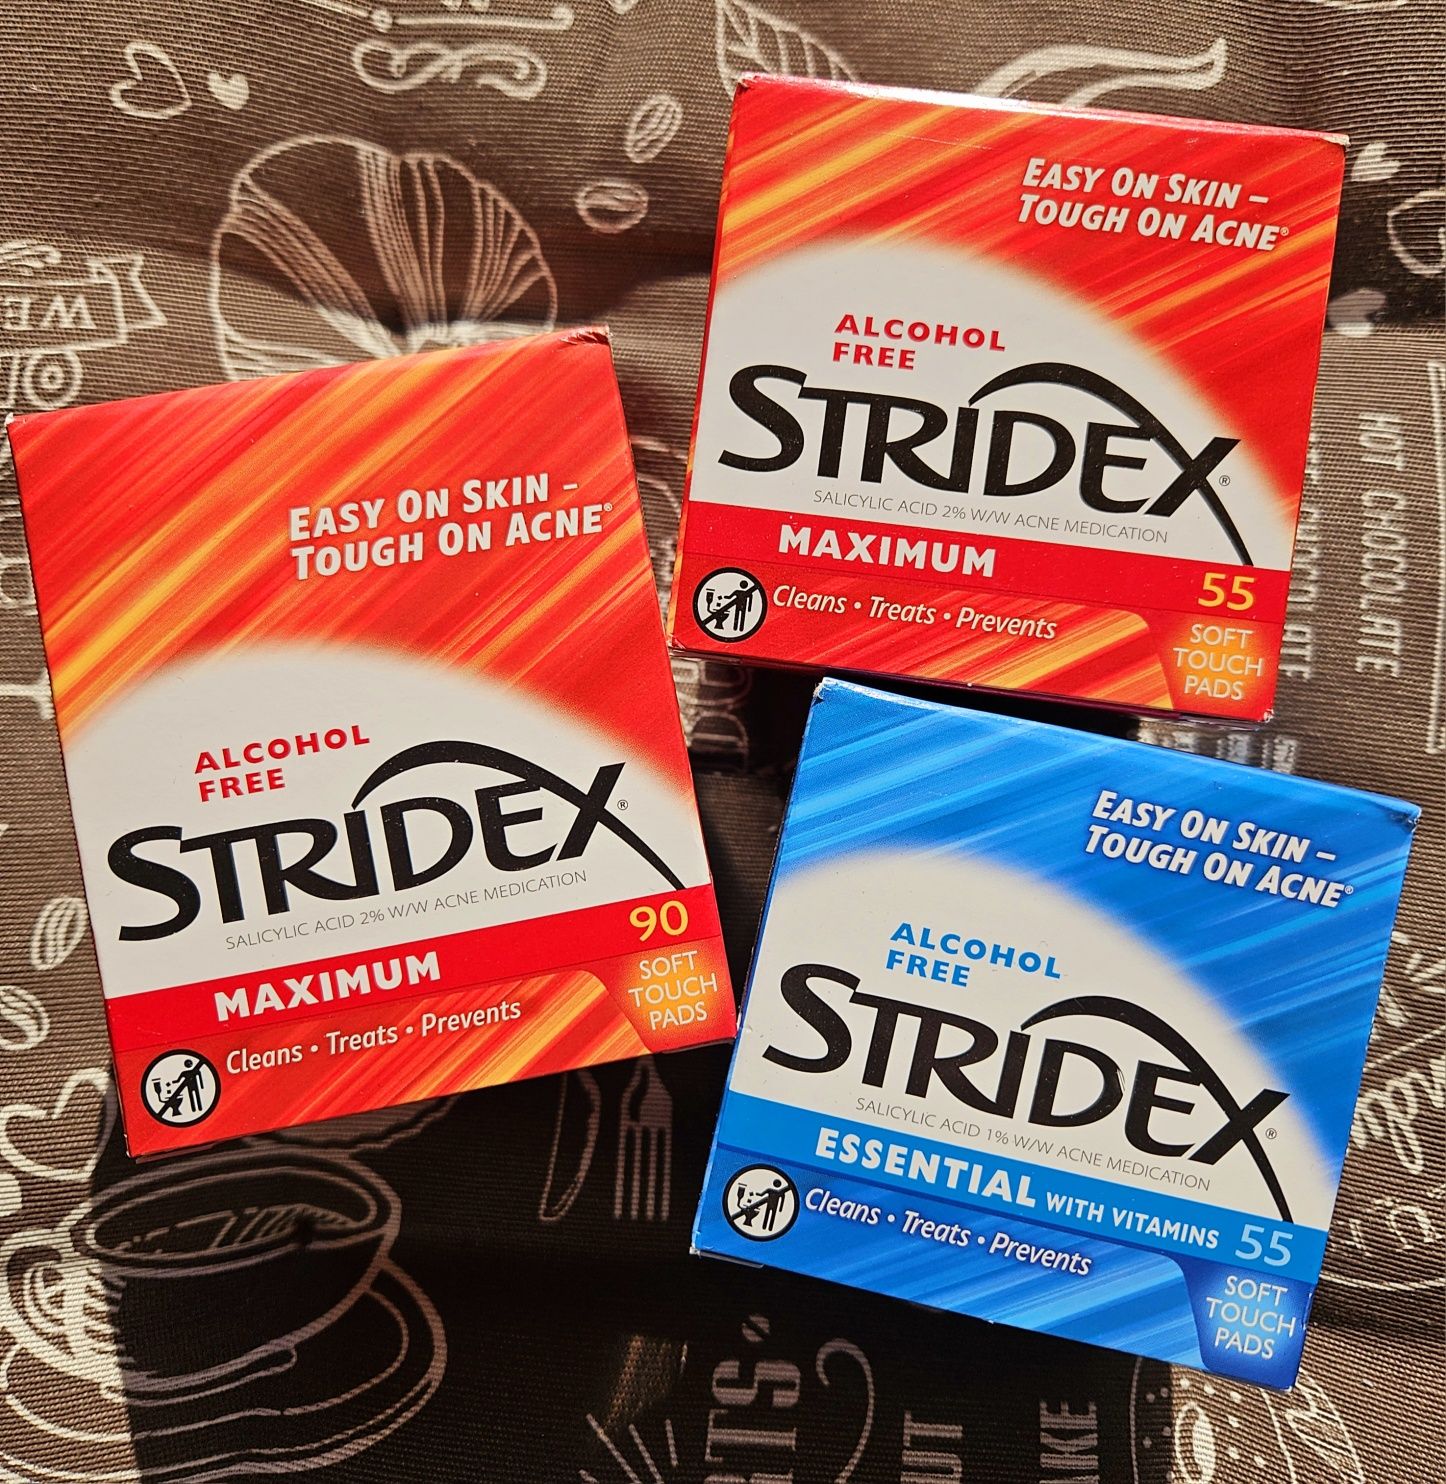 WE
EASY ON SKIN –
TOUGH ON ACNE®
ALCOHOL
FREE
STRIDEX®
SALICYLIC ACID 2% W/W ACNE MEDICATION
MAXIMUM
55
Cleans • Treats • Prevents
SOFT
TOUCH
PADS
HOT CHOCOLATE
EASY ON SKIN –
TOUGH ON ACNE®
ALCOHOL
FREE
STRIDEX®
SALICYLIC ACID 2% W/W ACNE MEDICATION
90
MAXIMUM
SOFT
TOUCH
PADS
Cleans • Treats • Prevents
EASY ON SKIN –
TOUGH ON ACNE®
ALCOHOL
FREE
STRIDEX®
SALICYLIC ACID 1% W/W ACNE MEDICATION
ESSENTIAL WITH VITAMINS 55
Cleans • Treats • Prevents
SOFT
TOUCH
PADS